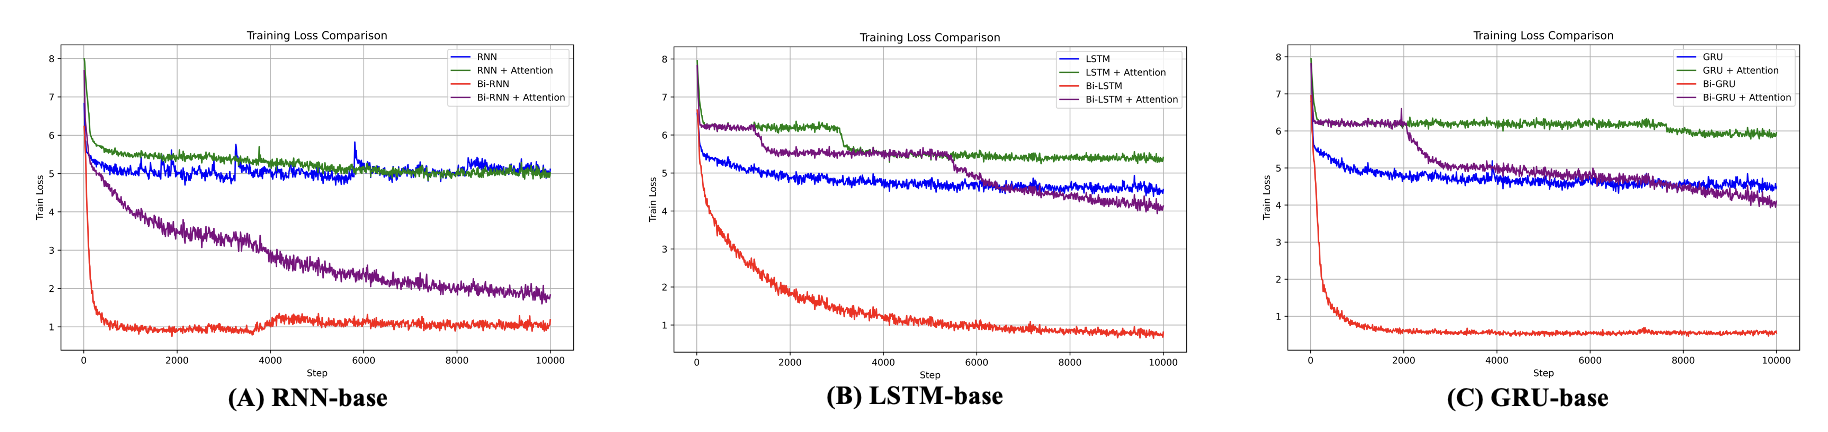 Training Loss Comparison
RNN
RNN + Attention
Bi-RNN
Bi-RNN + Attention
8
7
6
5
4
3
2
1
Train Loss
0
2000
4000
6000
8000
10000
Step
(A) RNN-base
Training Loss Comparison
LSTM
LSTM + Attention
Bi-LSTM
Bi-LSTM + Attention
8
7
6
5
4
3
2
1
Train Loss
0
2000
4000
6000
8000
10000
Step
(B) LSTM-base
Training Loss Comparison
GRU
GRU + Attention
Bi-GRU
Bi-GRU + Attention
8
7
6
5
4
3
2
1
Train Loss
0
2000
4000
6000
8000
10000
Step
(C) GRU-base